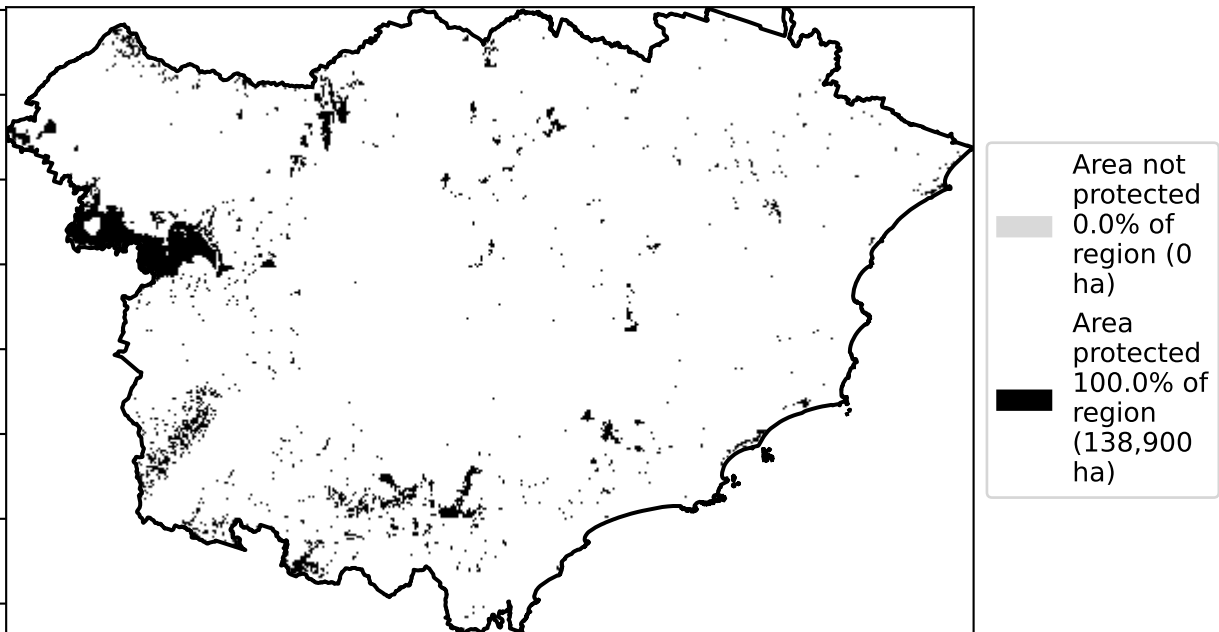 Area not
protected
0.0% of
region (0
ha)
Area
protected
100.0% of
region
(138,900
ha)